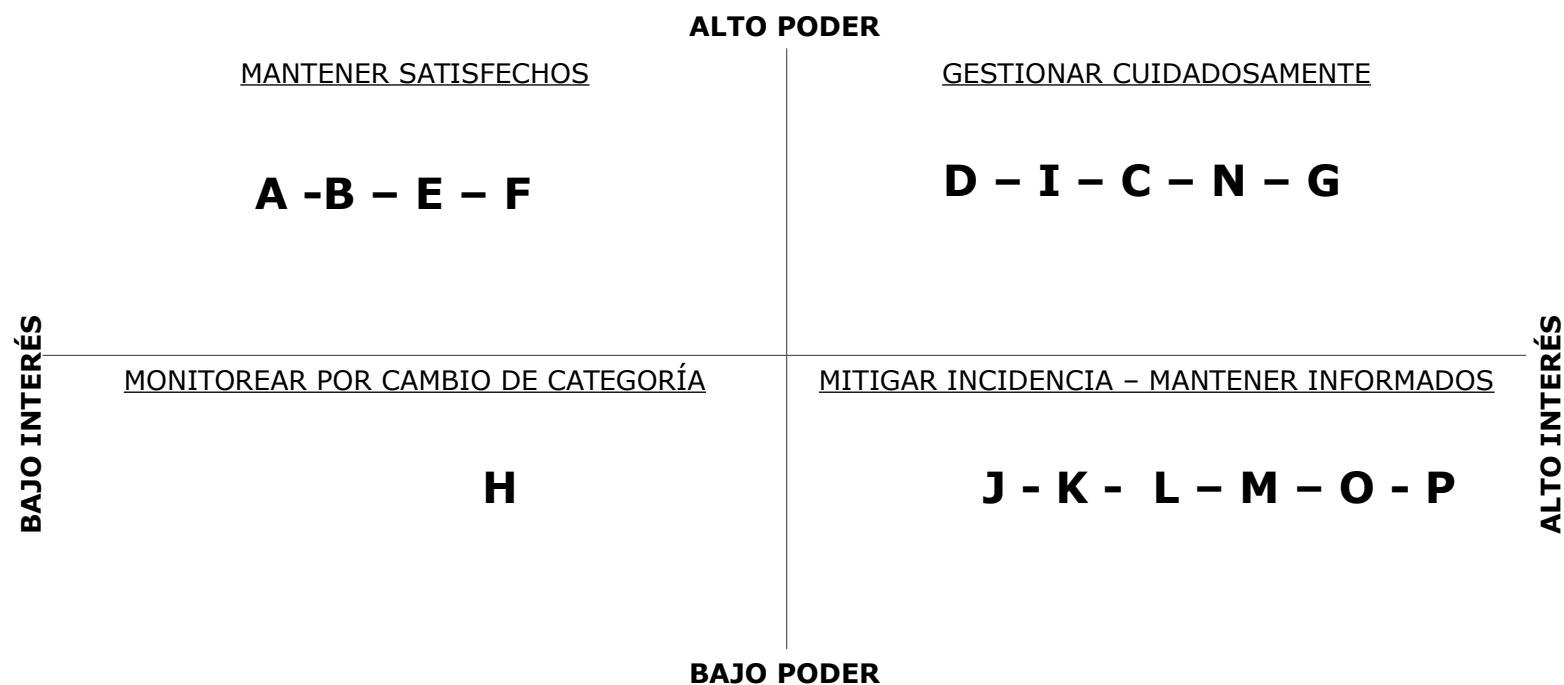 ALTO PODER
MANTENER SATISFECHOS
GESTIONAR CUIDADOSAMENTE
A -B – E – F
D – I – C – N – G
BAJO INTERÉS
ALTO INTERÉS
MONITOREAR POR CAMBIO DE CATEGORÍA
MITIGAR INCIDENCIA – MANTENER INFORMADOS
H
J - K - L – M – O - P
BAJO PODER